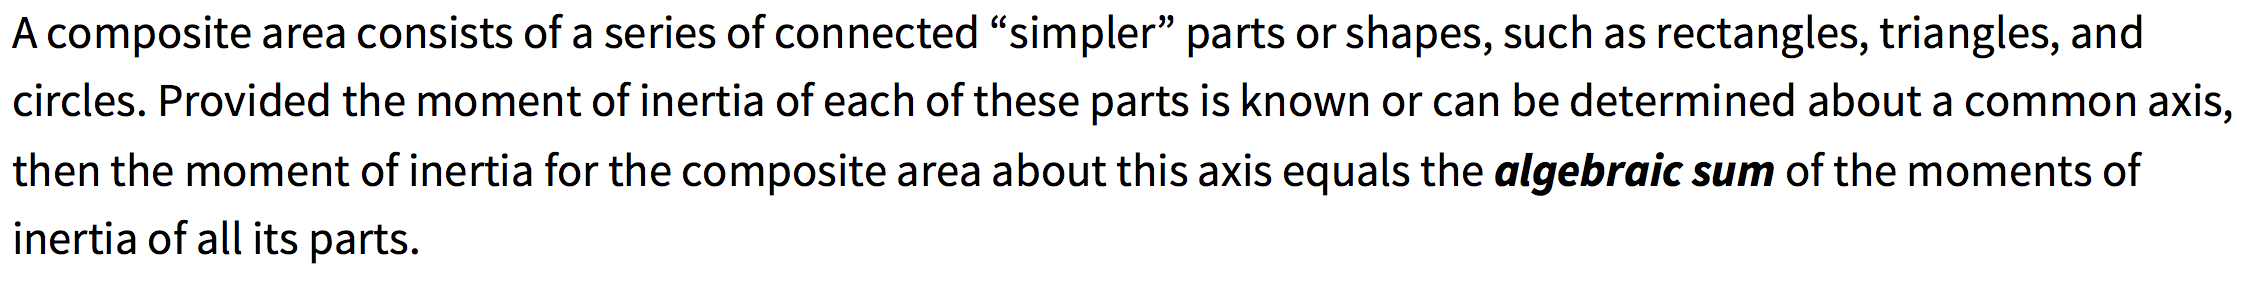 A composite area consists of a series of connected “simpler” parts or shapes, such as rectangles, triangles, and
circles. Provided the moment of inertia of each of these parts is known or can be determined about a common axis,
then the moment of inertia for the composite area about this axis equals the algebraic sum of the moments of
inertia of all its parts.